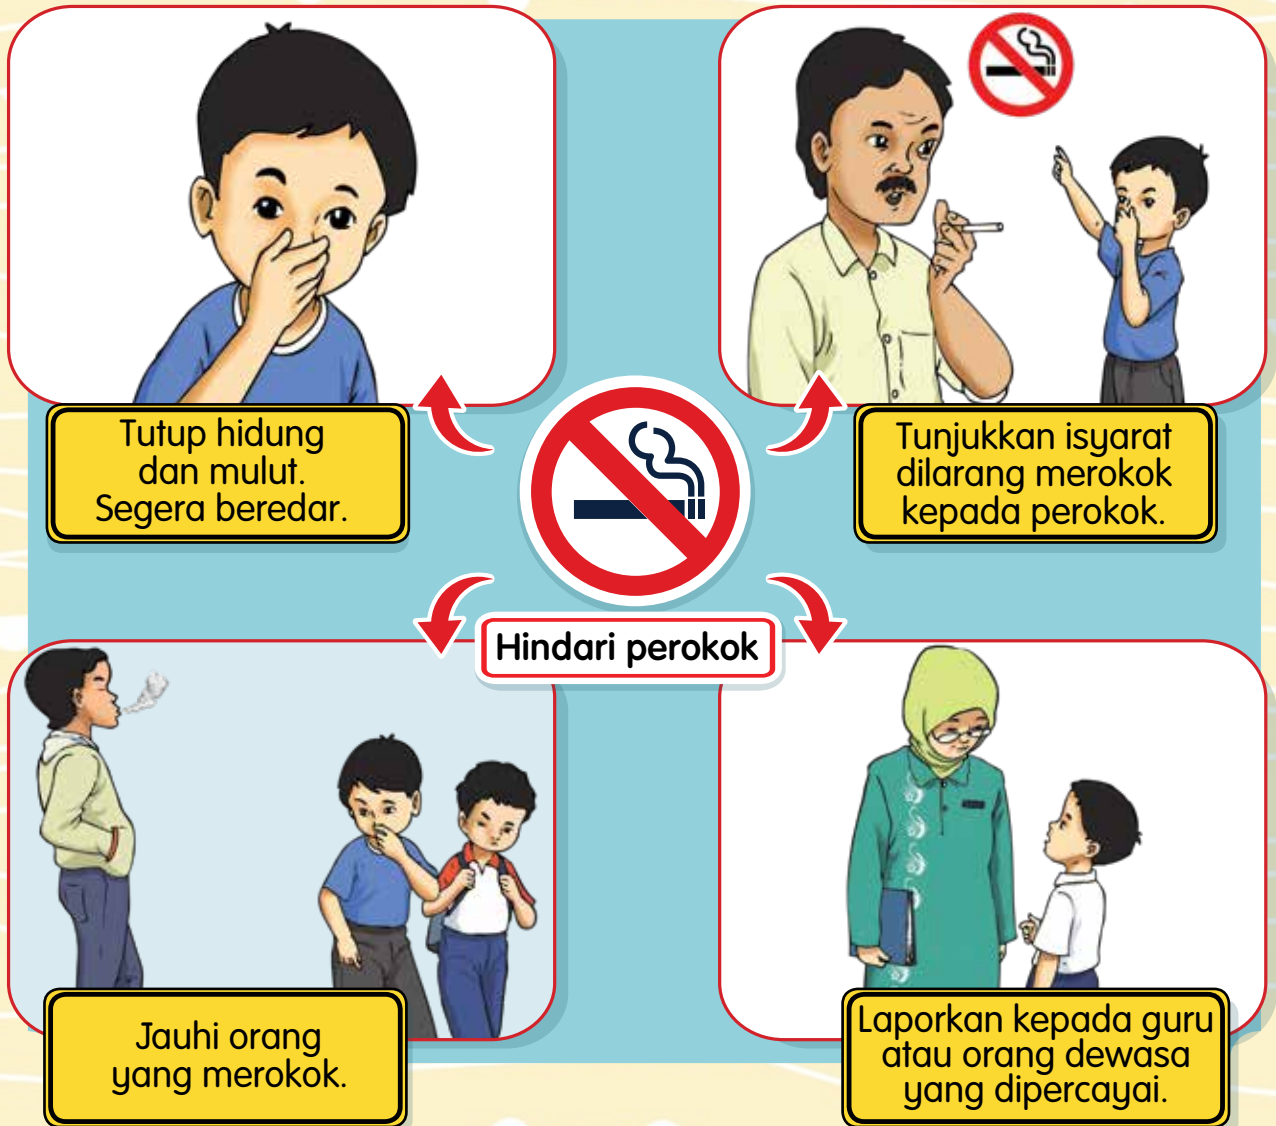 Tutup hidung
dan mulut.
Segera beredar.
Tunjukkan isyarat
dilarang merokok
kepada perokok.
Hindari perokok
Jauhi orang
yang merokok.
Laporkan kepada guru
atau orang dewasa
yang dipercayai.